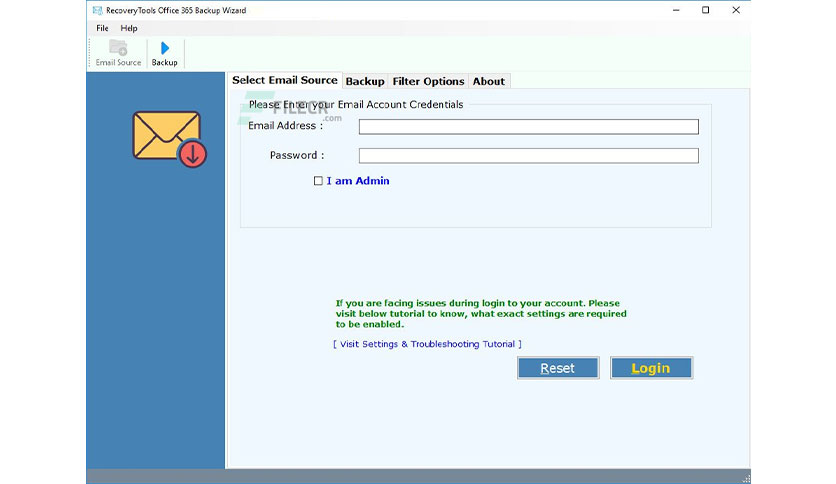 RecoveryTools Office 365 Backup Wizard
File Help
Email Source Backup
Select Email Source Backup Filter Options About
Please Enter your Email Account Credentials
FILECR
.com
Email Address :
Password :
I am Admin
If you are facing issues during login to your account. Please
visit below tutorial to know, what exact settings are required
to be enabled.
[ Visit Settings & Troubleshooting Tutorial ]
Reset Login